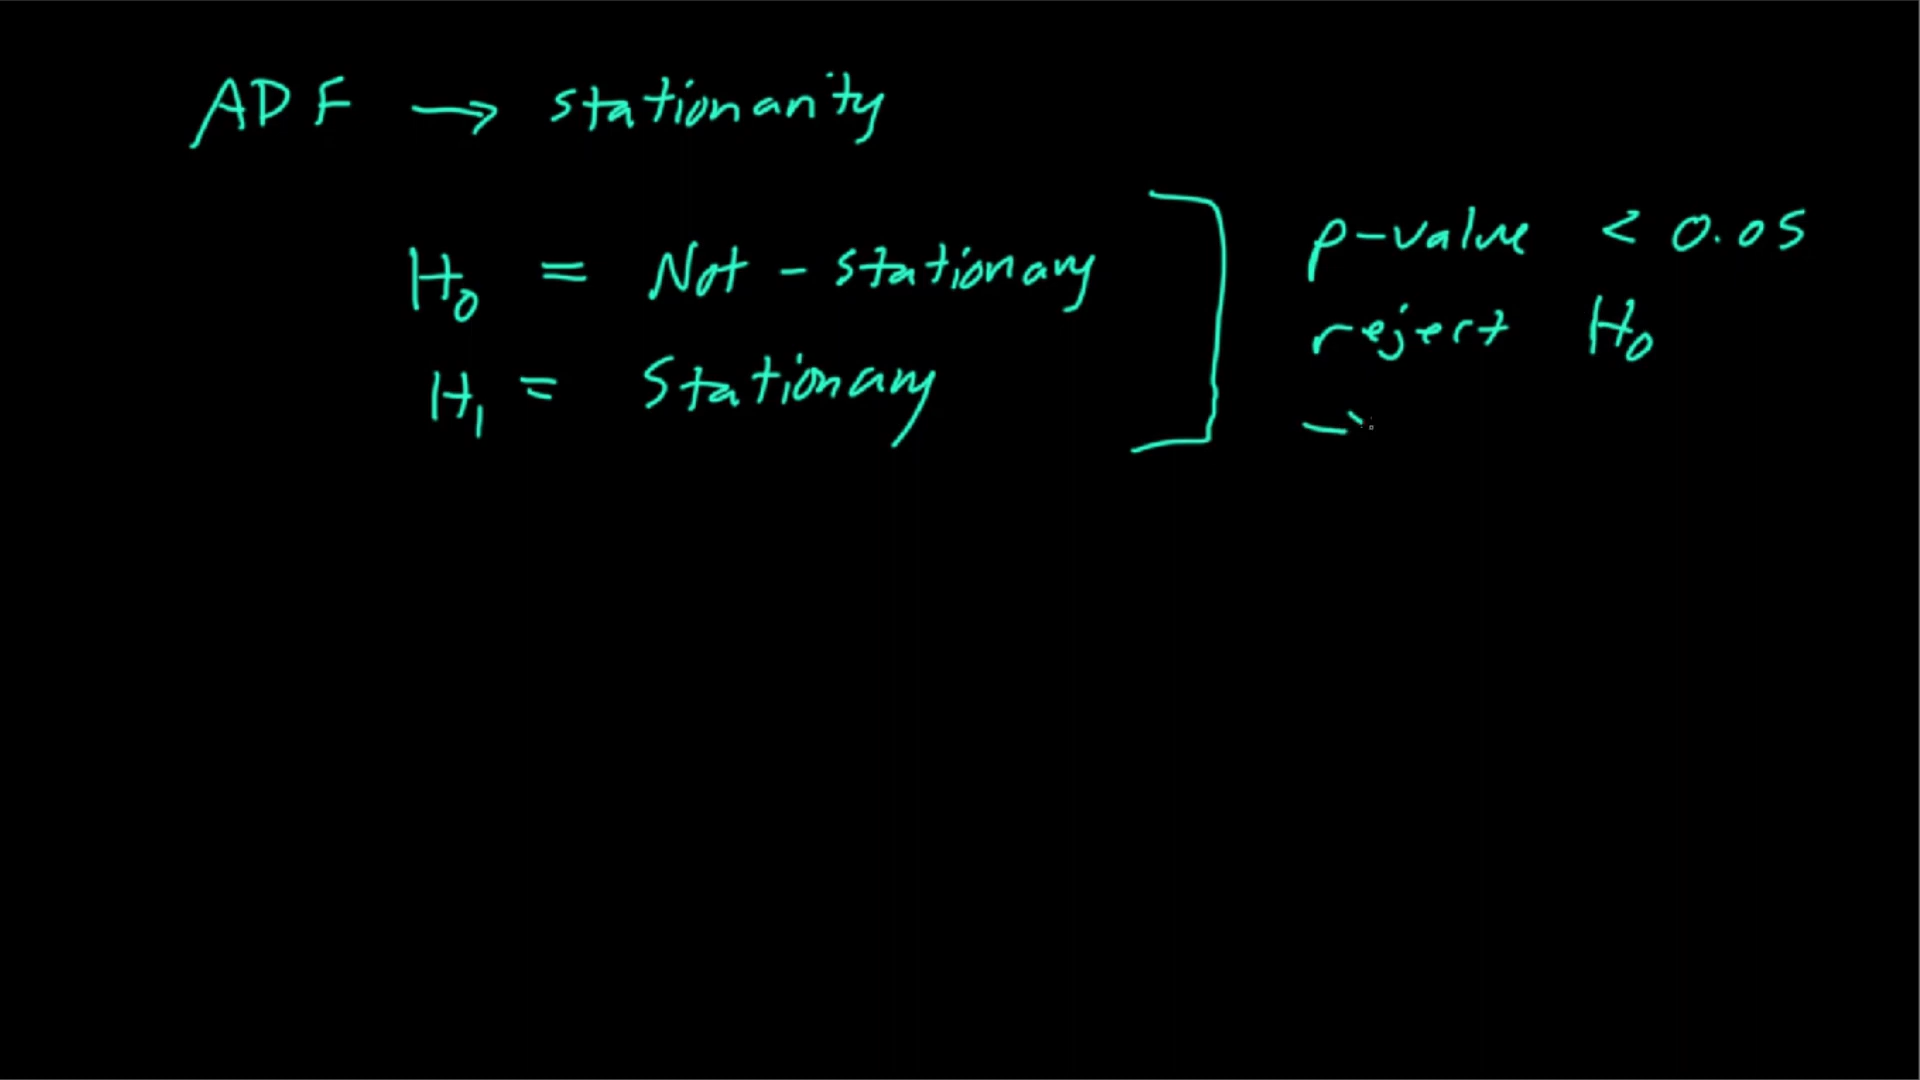 ADF → stationarity
H₀ = Not - stationary
H₁ = Stationary
p-value < 0.05
reject H₀